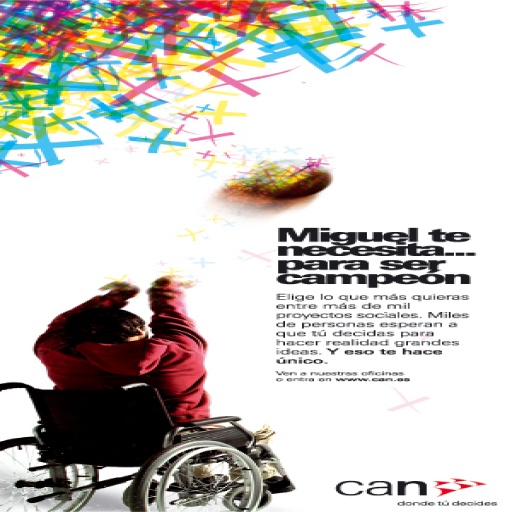 Miguel te
necesita...
para ser
campeón
Elige lo que más quieras
entre más de mil
proyectos sociales. Miles
de personas esperan a
que tú decidas para
hacer realidad grandes
ideas. Y eso te hace
único.
Ven a nuestras oficinas
o entra en www.can.es
can
donde tú decides